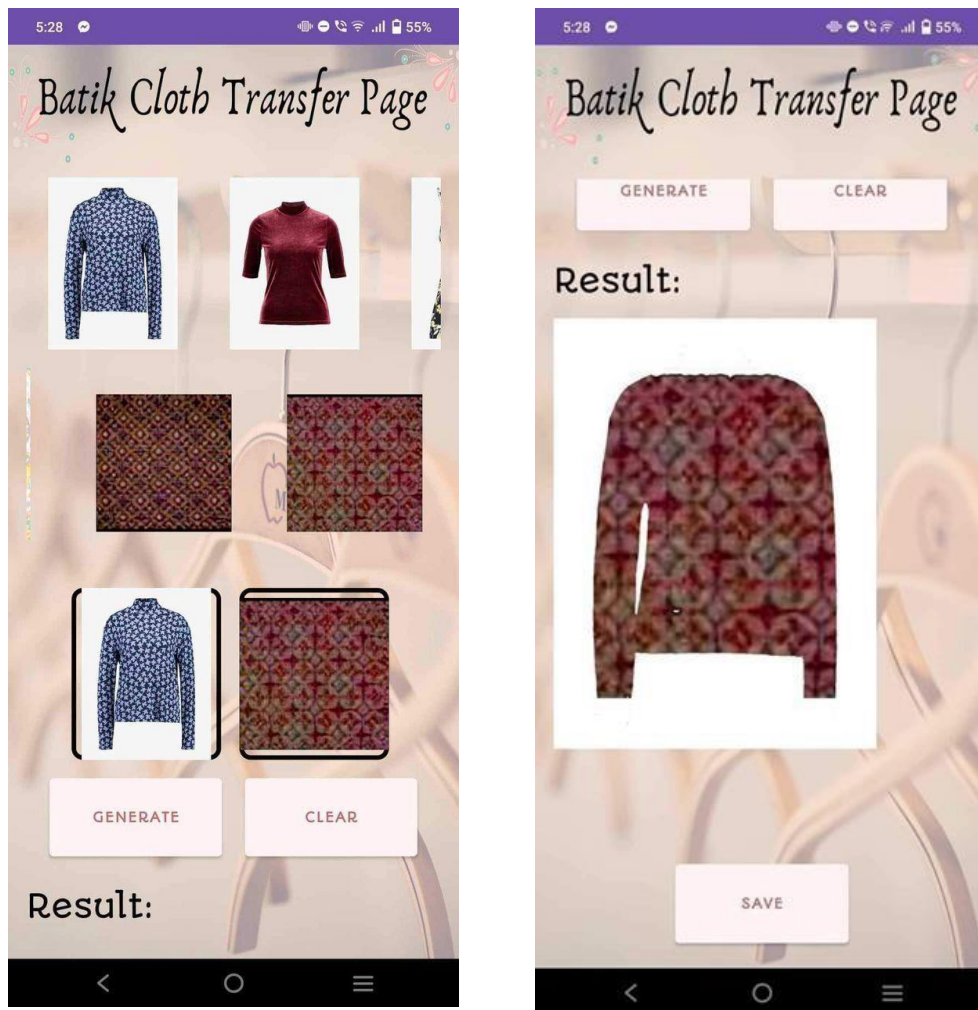 5:28
55%
Batik Cloth Transfer Page
M
GENERATE
CLEAR
Result:
5:28
55%
Batik Cloth Transfer Page
GENERATE
CLEAR
Result:
SAVE